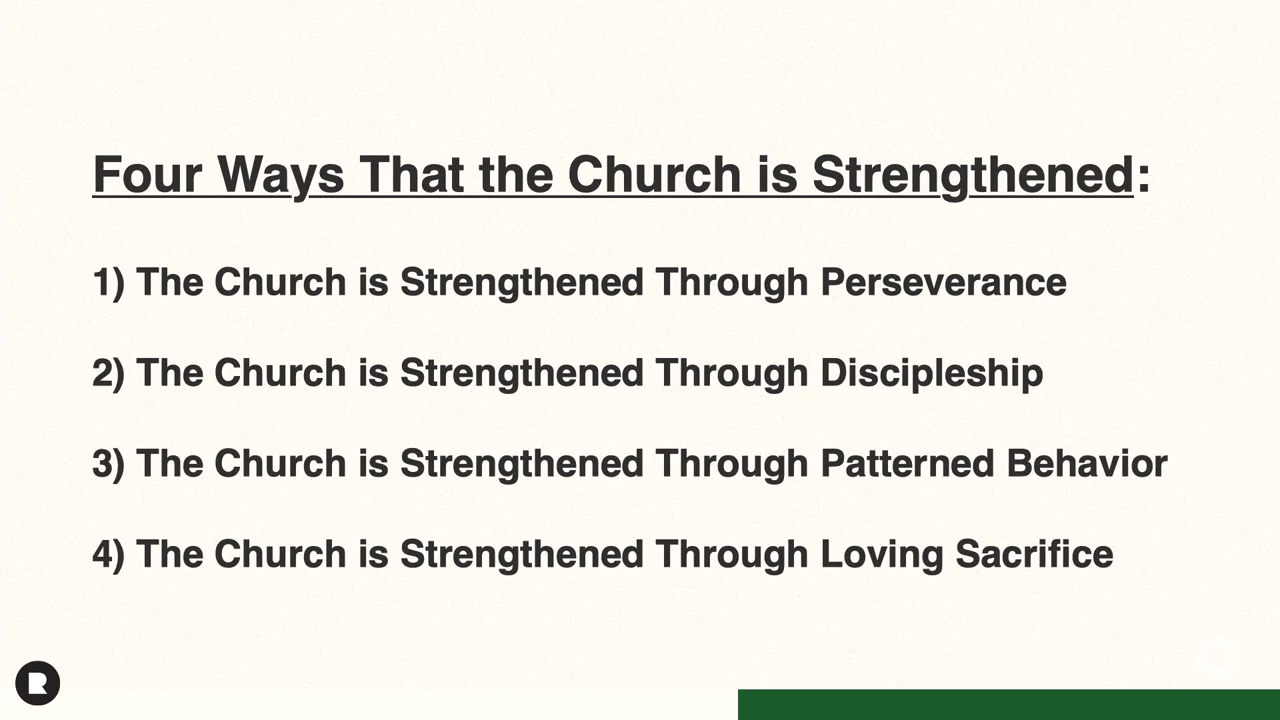 Four Ways That the Church is Strengthened:
1) The Church is Strengthened Through Perseverance
2) The Church is Strengthened Through Discipleship
3) The Church is Strengthened Through Patterned Behavior
4) The Church is Strengthened Through Loving Sacrifice
R